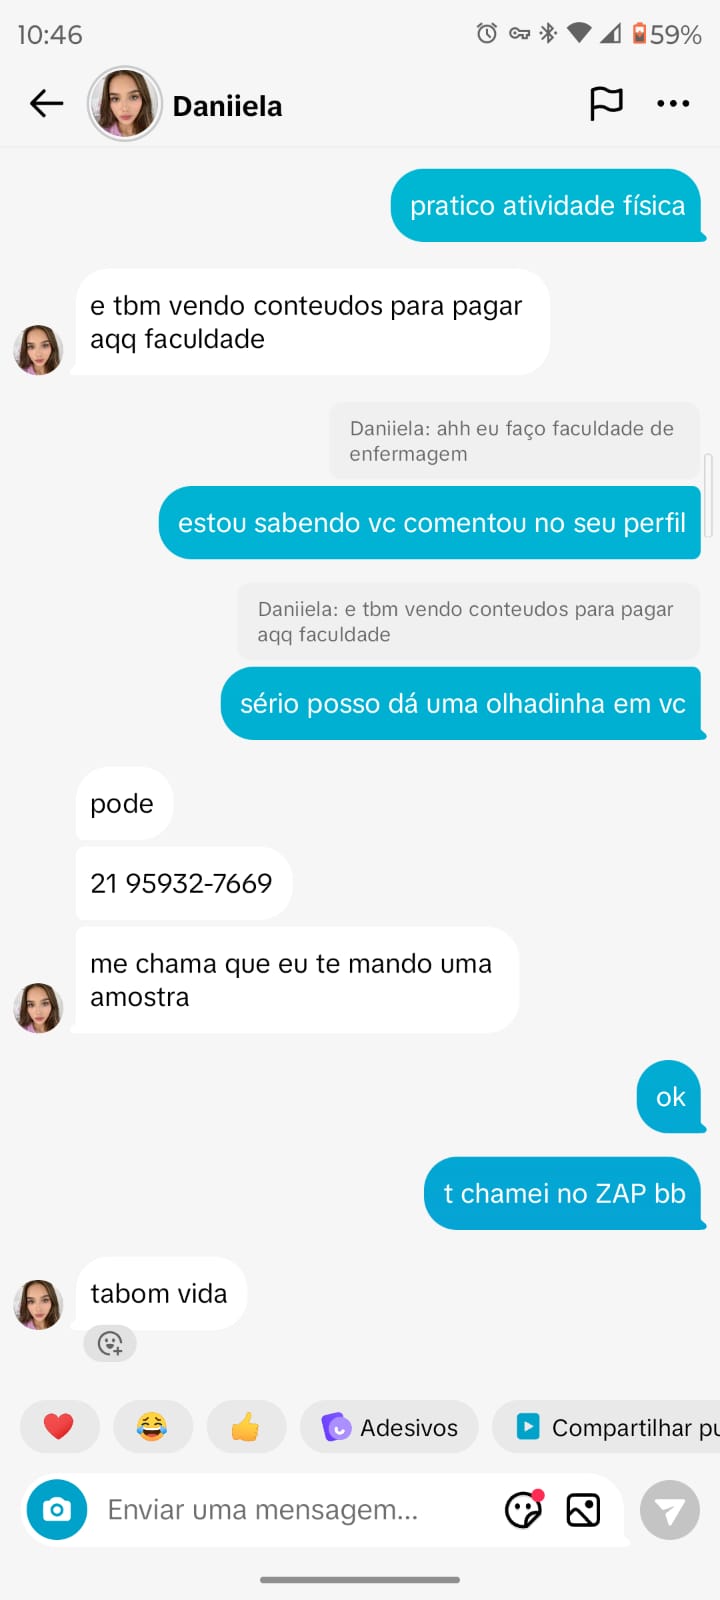 10:46
59%
Daniiela
pratico atividade física
e tbm vendo conteudos para pagar
aqq faculdade
Daniiela: ahh eu faço faculdade de
enfermagem
estou sabendo vc comentou no seu perfil
Daniiela: e tbm vendo conteudos para pagar
aqq faculdade
sério posso dá uma olhadinha em vc
pode
21 95932-7669
me chama que eu te mando uma
amostra
ok
t chamei no ZAP bb
tabom vida
Adesivos
Compartilhar pu
Enviar uma mensagem...